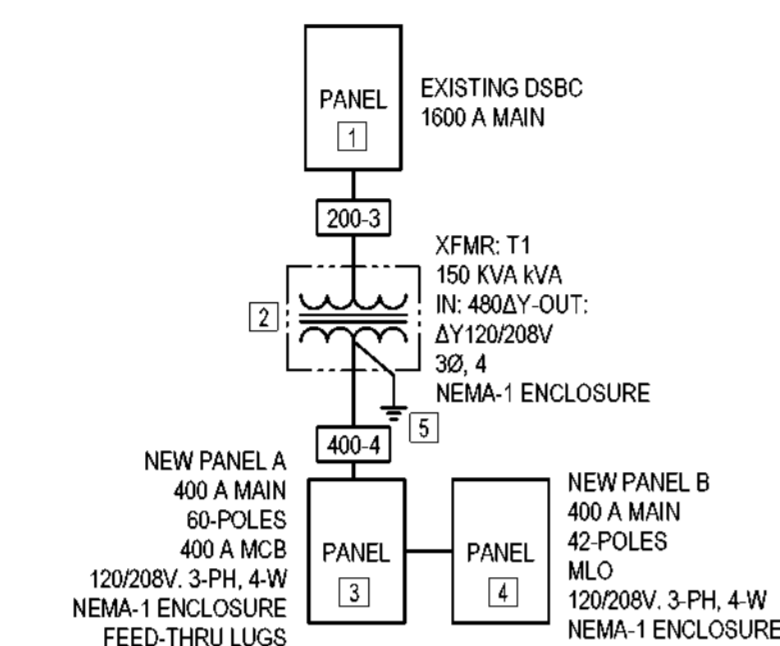 PANEL
1
EXISTING DSBC
1600 A MAIN
200-3
2
XFMR: T1
150 KVA kVA
IN: 480ΔY-OUT:
ΔY120/208V
3Ø, 4
NEMA-1 ENCLOSURE
5
400-4
NEW PANEL A
400 A MAIN
60-POLES
400 A MCB
120/208V. 3-PH, 4-W
NEMA-1 ENCLOSURE
FEED-THRU LUGS
PANEL
3
PANEL
4
NEW PANEL B
400 A MAIN
42-POLES
MLO
120/208V. 3-PH, 4-W
NEMA-1 ENCLOSURE